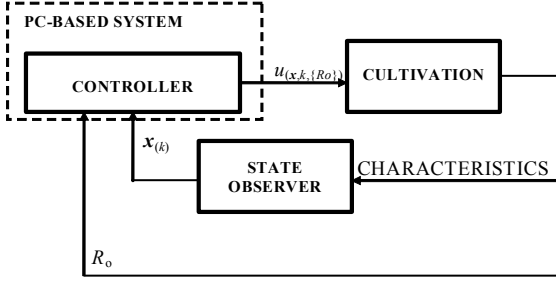 PC-BASED SYSTEM
CONTROLLER
u(x,k,{Ro})
CULTIVATION
x(k)
STATE
OBSERVER
CHARACTERISTICS
Ro